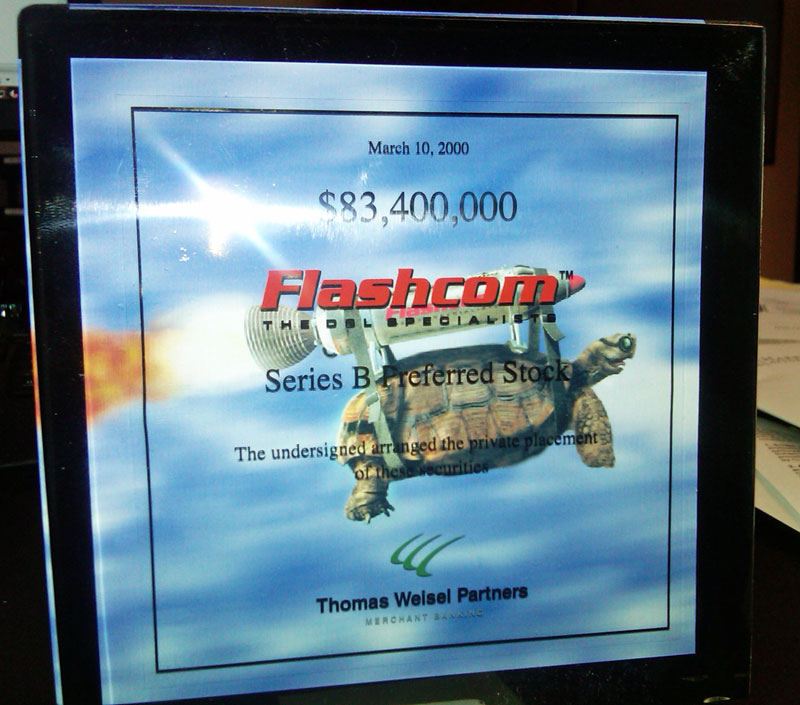 March 10, 2000
$83,400,000
Flashcom™
THE DSL SPECIALISTS
Series B Preferred Stock
The undersigned arranged the private placement
of these securities
Thomas Weisel Partners
MERCHANT BANKING